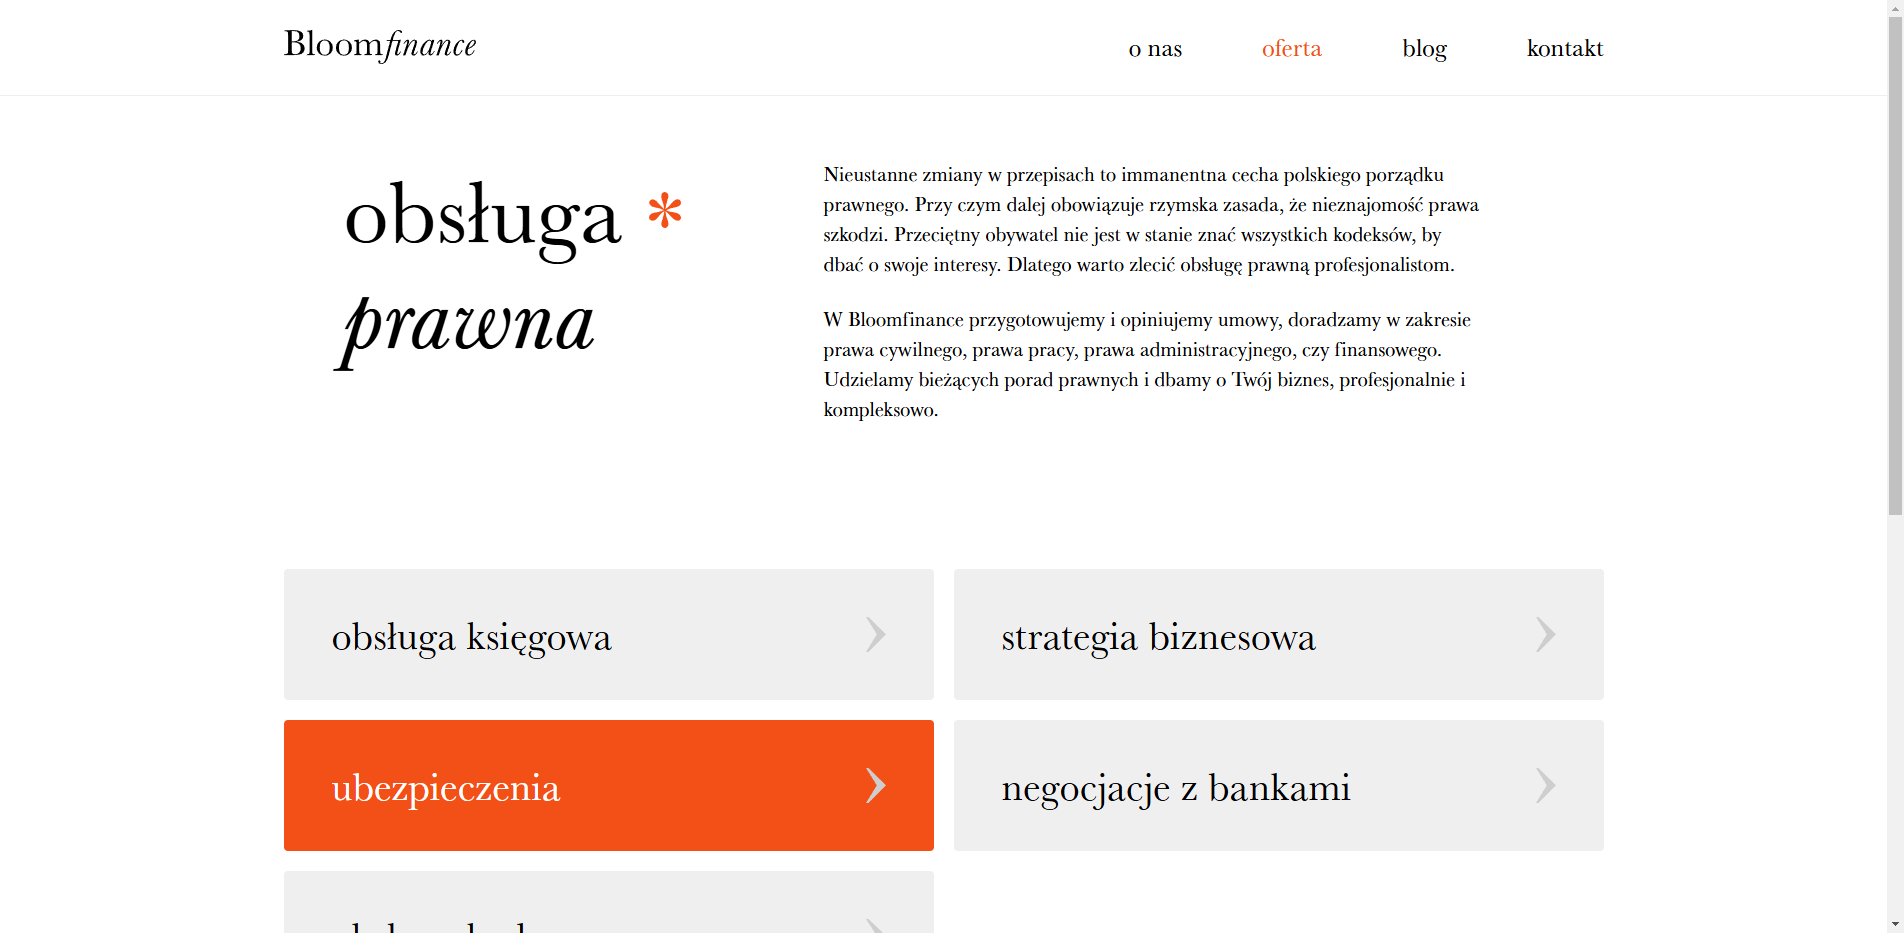 Bloomfinance
o nas
oferta
blog
kontakt
obsługa *
prawna
Nieustanne zmiany w przepisach to immanentna cecha polskiego porządku
prawnego. Przy czym dalej obowiązuje rzymska zasada, że nieznajomość prawa
szkodzi. Przeciętny obywatel nie jest w stanie znać wszystkich kodeksów, by
dbać o swoje interesy. Dlatego warto zlecić obsługę prawną profesjonalistom.
W Bloomfinance przygotowujemy i opiniujemy umowy, doradzamy w zakresie
prawa cywilnego, prawa pracy, prawa administracyjnego, czy finansowego.
Udzielamy bieżących porad prawnych i dbamy o Twój biznes, profesjonalnie i
kompleksowo.
obsługa księgowa
strategia biznesowa
ubezpieczenia
negocjacje z bankami